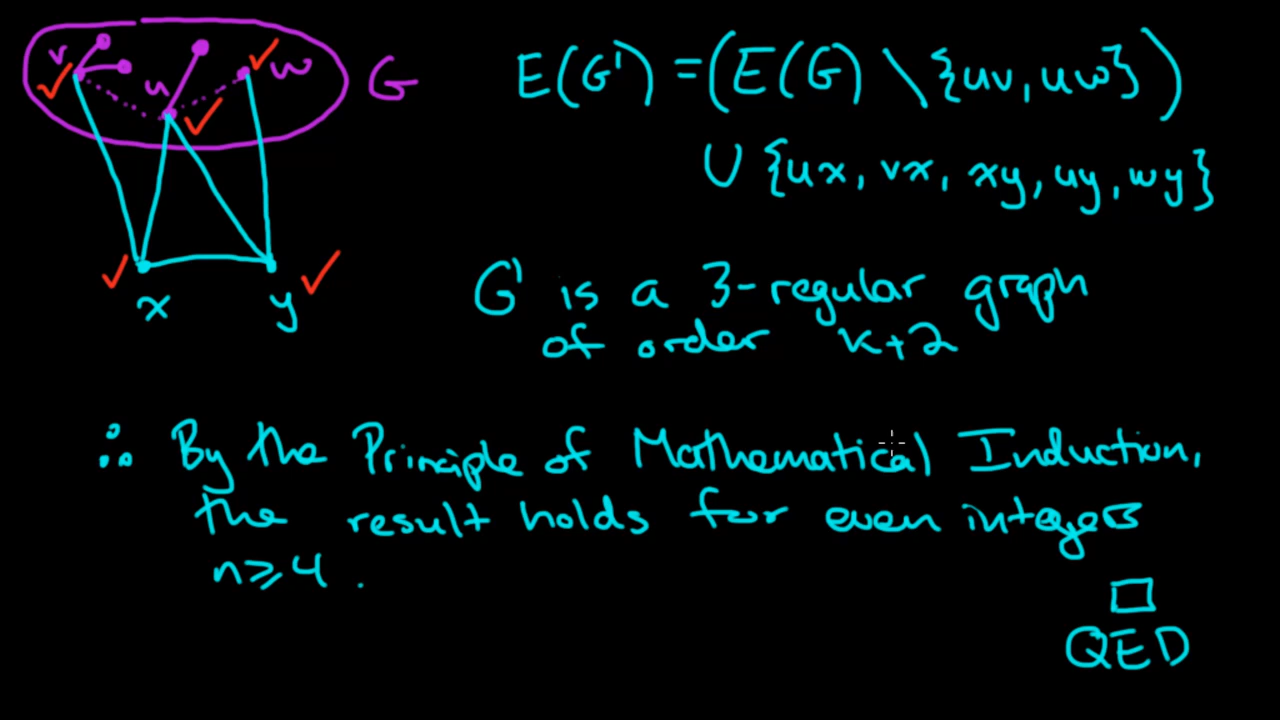 v
u
w
G
x
y
E(G') = (E(G) \ {uv, uw})
∪ {ux, vx, xy, uy, wy}
G' is a 3-regular graph
of order k+2
∴ By the Principle of Mathematical Induction,
the result holds for even integers
n ≥ 4.
□
QED